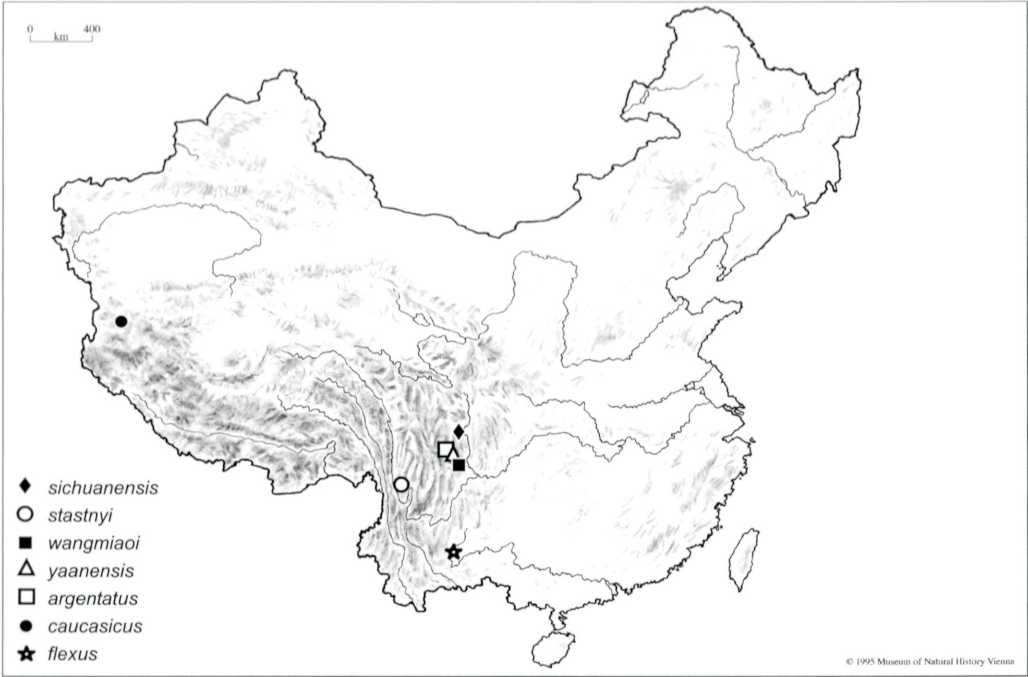 0 400
km
sichuanensis
stastnyi
wangmiaoi
yaanensis
argentatus
caucasicus
flexus
© 1995 Museum of Natural History Vienna